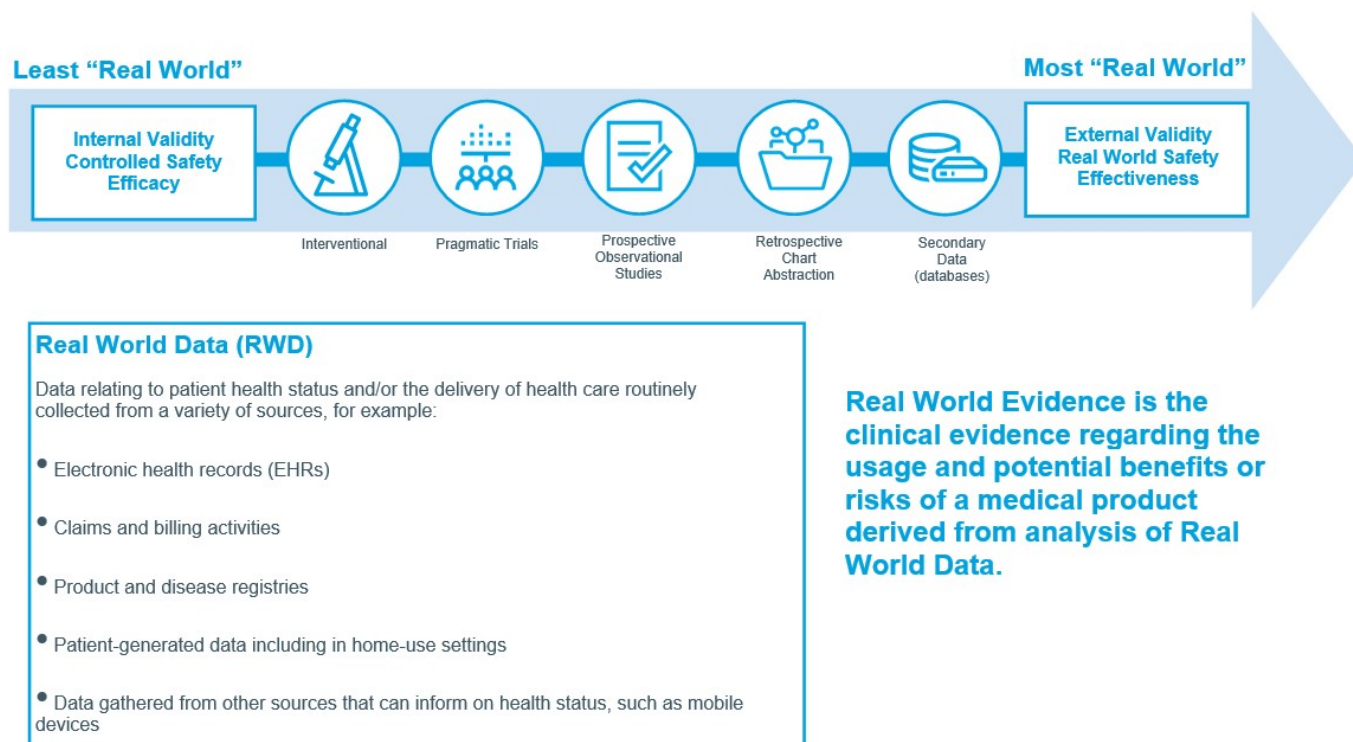 Least “Real World”
Most “Real World”
Internal Validity
Controlled Safety
Efficacy
External Validity
Real World Safety
Effectiveness
Interventional
Pragmatic Trials
Prospective
Observational
Studies
Retrospective
Chart
Abstraction
Secondary
Data
(databases)
Real World Data (RWD)
Data relating to patient health status and/or the delivery of health care routinely
collected from a variety of sources, for example:
• Electronic health records (EHRs)
• Claims and billing activities
• Product and disease registries
• Patient-generated data including in home-use settings
• Data gathered from other sources that can inform on health status, such as mobile
devices
Real World Evidence is the
clinical evidence regarding the
usage and potential benefits or
risks of a medical product
derived from analysis of Real
World Data.